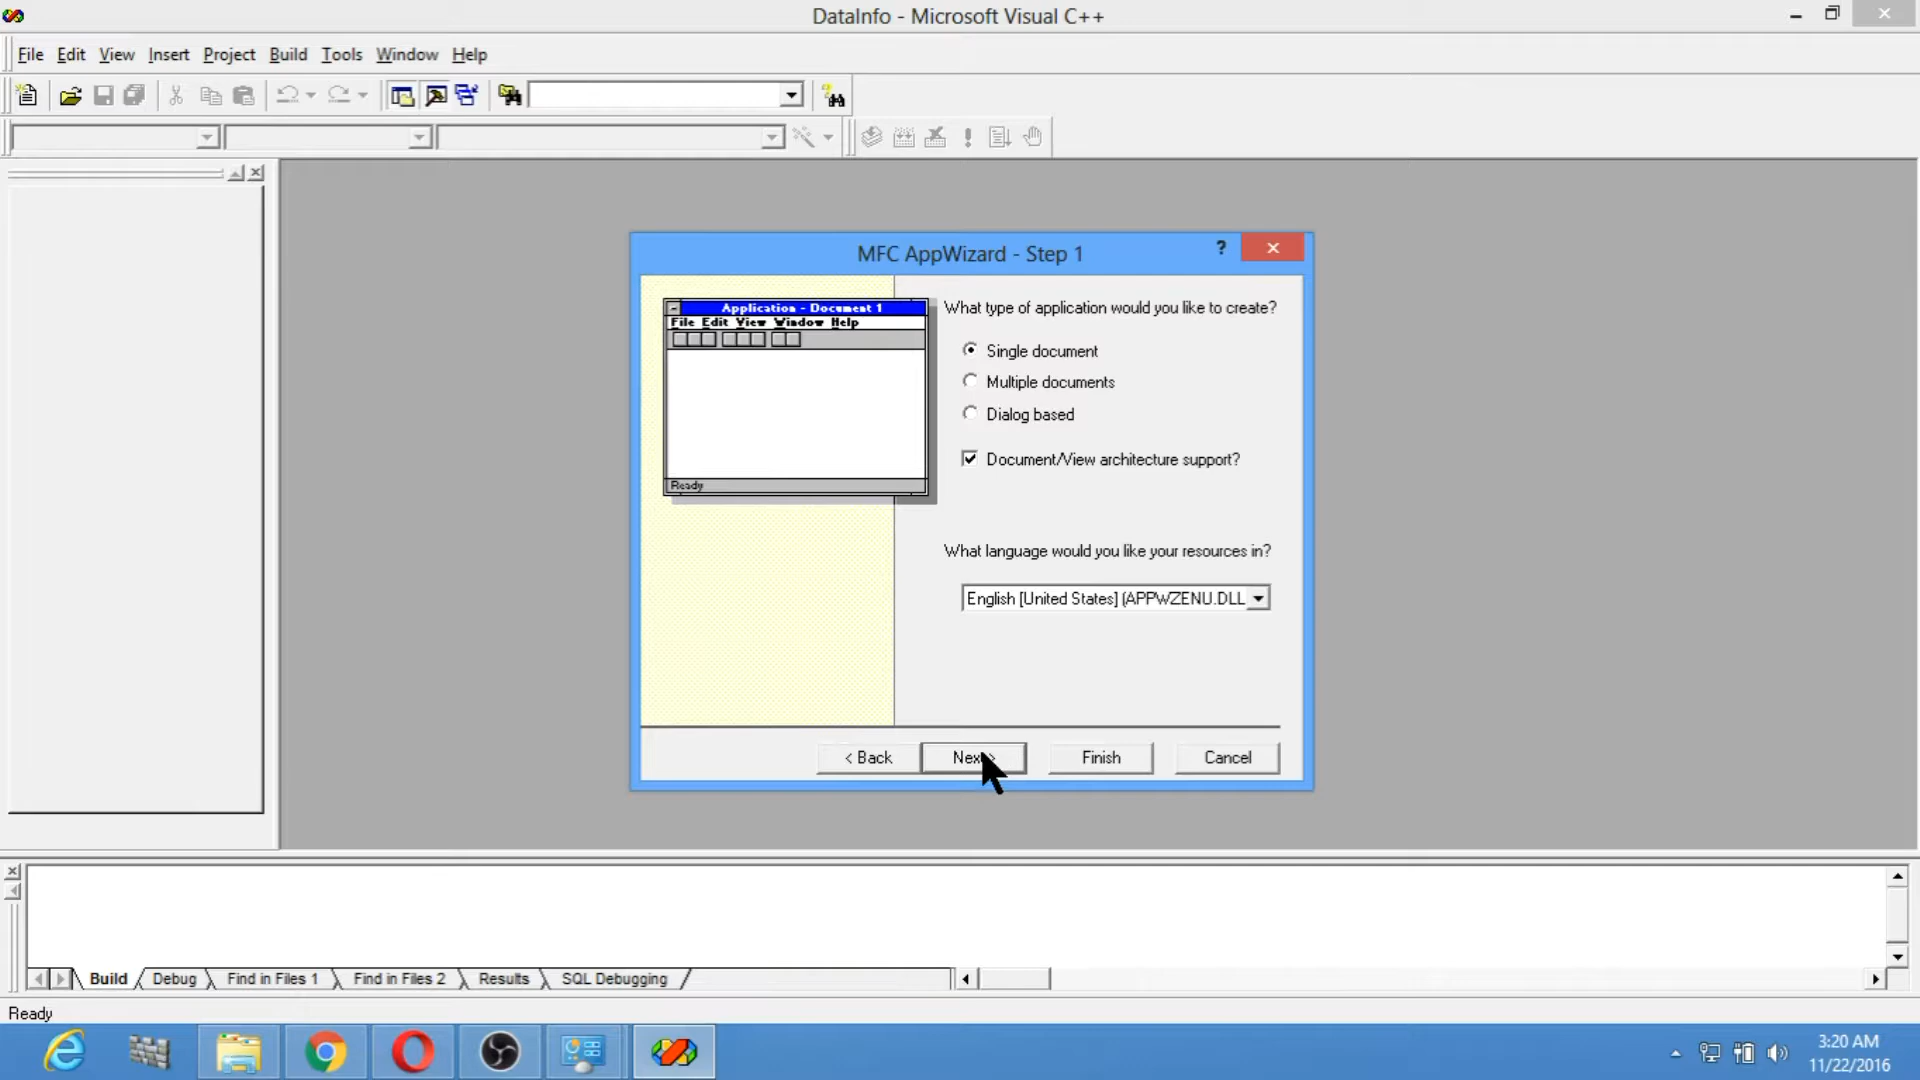 DataInfo - Microsoft Visual C++
File Edit View Insert Project Build Tools Window Help
MFC AppWizard - Step 1
?
Application - Document 1
File Edit View Window Help
Ready
What type of application would you like to create?
Single document
Multiple documents
Dialog based
Document/View architecture support?
What language would you like your resources in?
English [United States] (APPWZENU.DLL
< Back
Next >
Finish
Cancel
Build Debug Find in Files 1 Find in Files 2 Results SQL Debugging
Ready
3:20 AM
11/22/2016